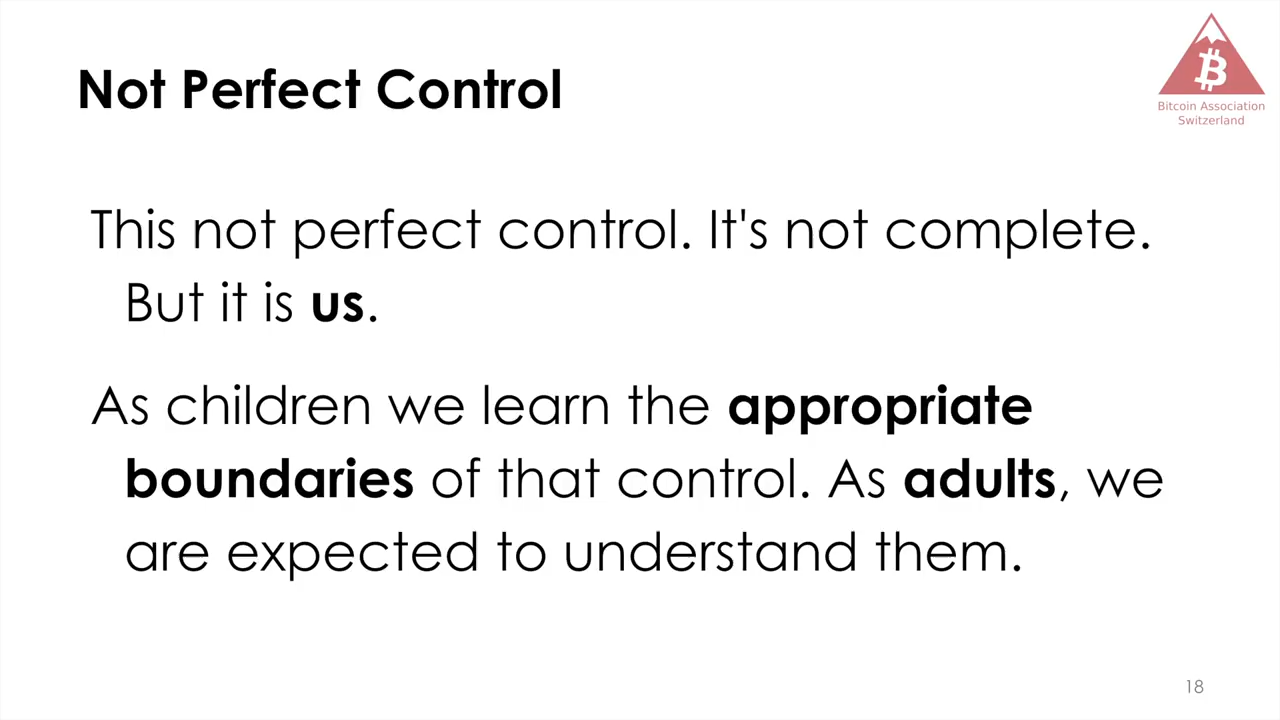 Not Perfect Control
Bitcoin Association
Switzerland
This not perfect control. It's not complete.
But it is us.
As children we learn the appropriate
boundaries of that control. As adults, we
are expected to understand them.
18